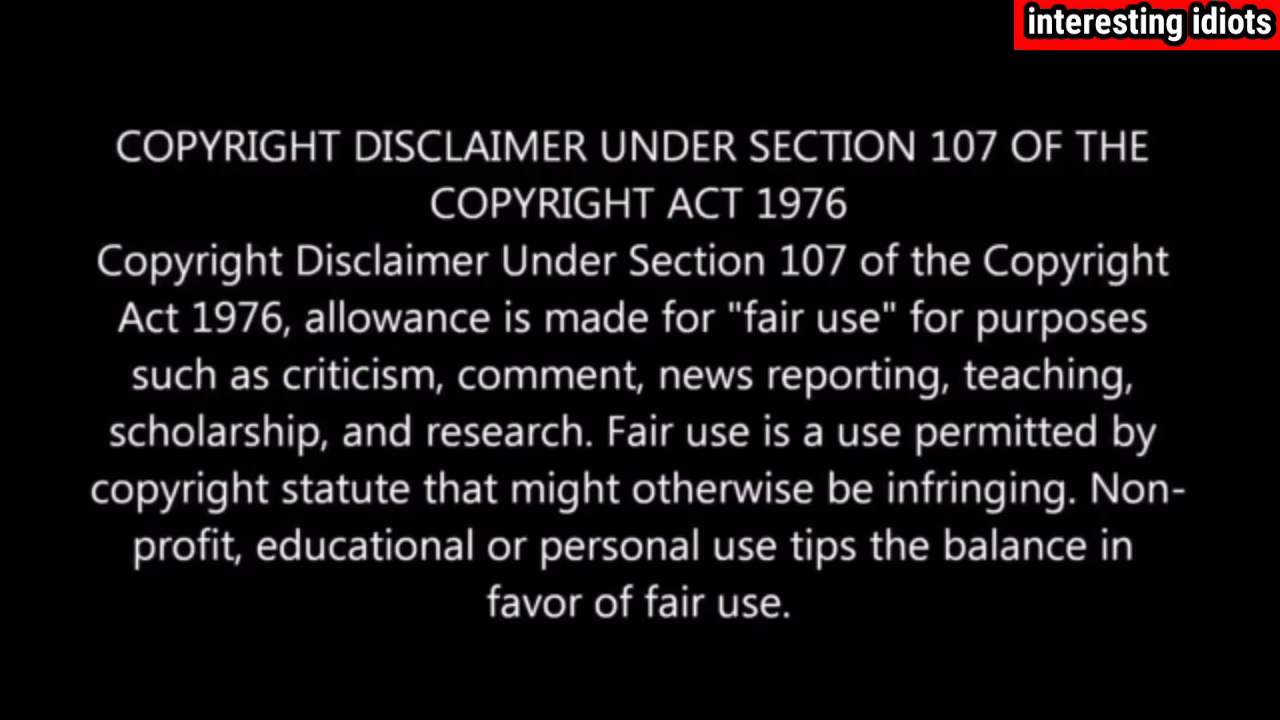 interesting idiots
COPYRIGHT DISCLAIMER UNDER SECTION 107 OF THE
COPYRIGHT ACT 1976
Copyright Disclaimer Under Section 107 of the Copyright
Act 1976, allowance is made for "fair use" for purposes
such as criticism, comment, news reporting, teaching,
scholarship, and research. Fair use is a use permitted by
copyright statute that might otherwise be infringing. Non-
profit, educational or personal use tips the balance in
favor of fair use.